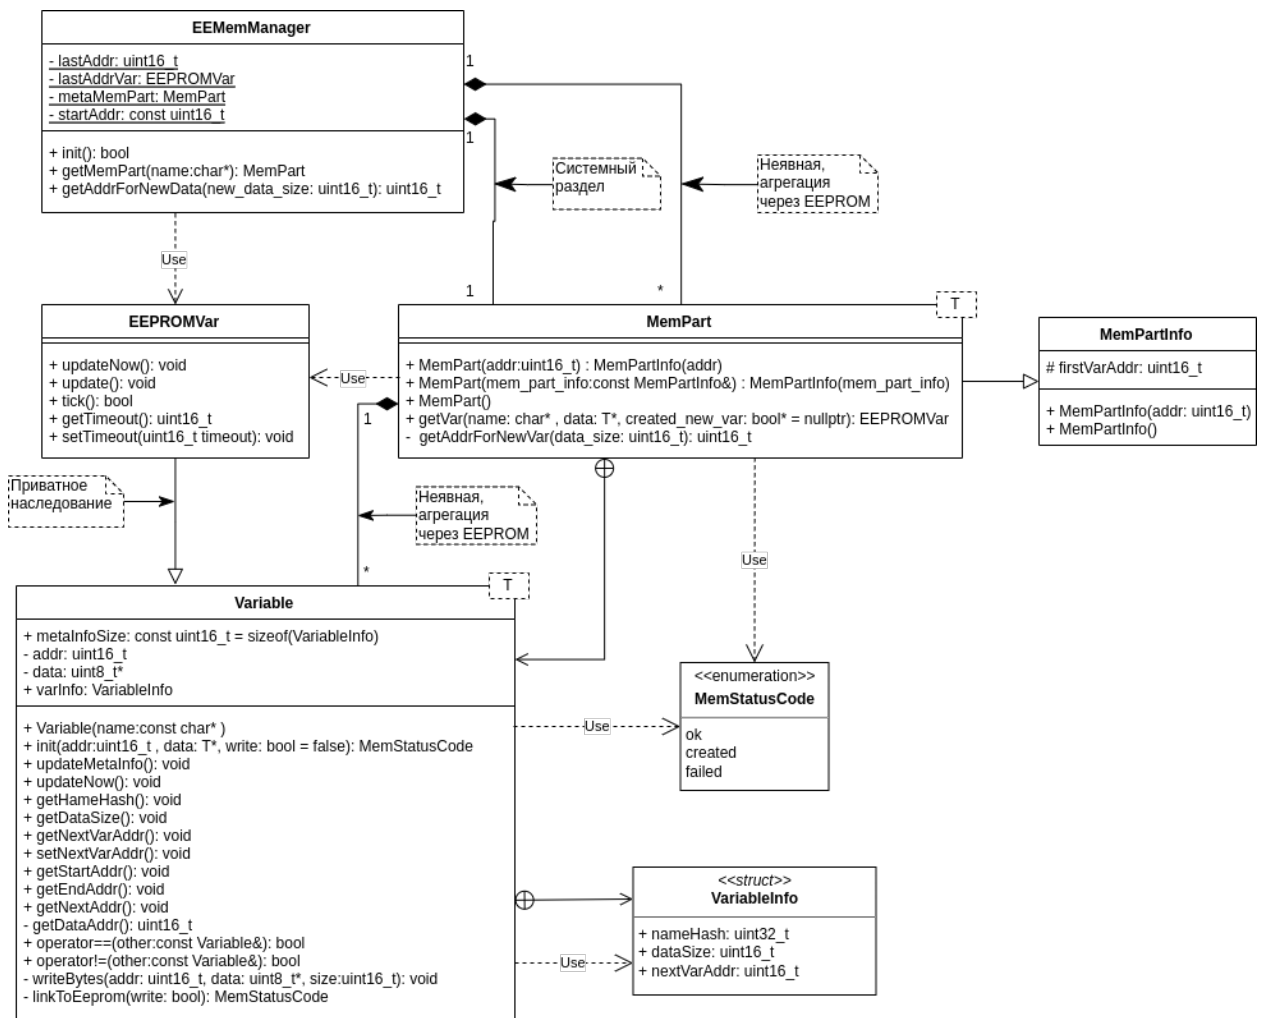 EEMemManager
- lastAddr: uint16_t
- lastAddrVar: EEPROMVar
- metaMemPart: MemPart
- startAddr: const uint16_t
+ init(): bool
+ getMemPart(name:char*): MemPart
+ getAddrForNewData(new_data_size: uint16_t): uint16_t
1
1
Системный
раздел
Неявная,
агрегация
через EEPROM
Use
1
*
EEPROMVar
+ updateNow(): void
+ update(): void
+ tick(): bool
+ getTimeout(): uint16_t
+ setTimeout(uint16_t timeout): void
Use
T
MemPart
+ MemPart(addr:uint16_t) : MemPartInfo(addr)
+ MemPart(mem_part_info:const MemPartInfo&) : MemPartInfo(mem_part_info)
+ MemPart()
+ getVar(name: char* , data: T*, created_new_var: bool* = nullptr): EEPROMVar
- getAddrForNewVar(data_size: uint16_t): uint16_t
MemPartInfo
# firstVarAddr: uint16_t
+ MemPartInfo(addr: uint16_t)
+ MemPartInfo()
1
Приватное
наследование
Неявная,
агрегация
через EEPROM
*
Use
T
Variable
+ metaInfoSize: const uint16_t = sizeof(VariableInfo)
- addr: uint16_t
- data: uint8_t*
+ varInfo: VariableInfo
+ Variable(name:const char* )
+ init(addr:uint16_t , data: T*, write: bool = false): MemStatusCode
+ updateMetaInfo(): void
+ updateNow(): void
+ getHameHash(): void
+ getDataSize(): void
+ getNextVarAddr(): void
+ setNextVarAddr(): void
+ getStartAddr(): void
+ getEndAddr(): void
+ getNextAddr(): void
- getDataAddr(): uint16_t
+ operator==(other:const Variable&): bool
+ operator!=(other:const Variable&): bool
- writeBytes(addr: uint16_t, data: uint8_t*, size:uint16_t): void
- linkToEeprom(write: bool): MemStatusCode
Use
<<enumeration>>
MemStatusCode
ok
created
failed
Use
<<struct>>
VariableInfo
+ nameHash: uint32_t
+ dataSize: uint16_t
+ nextVarAddr: uint16_t